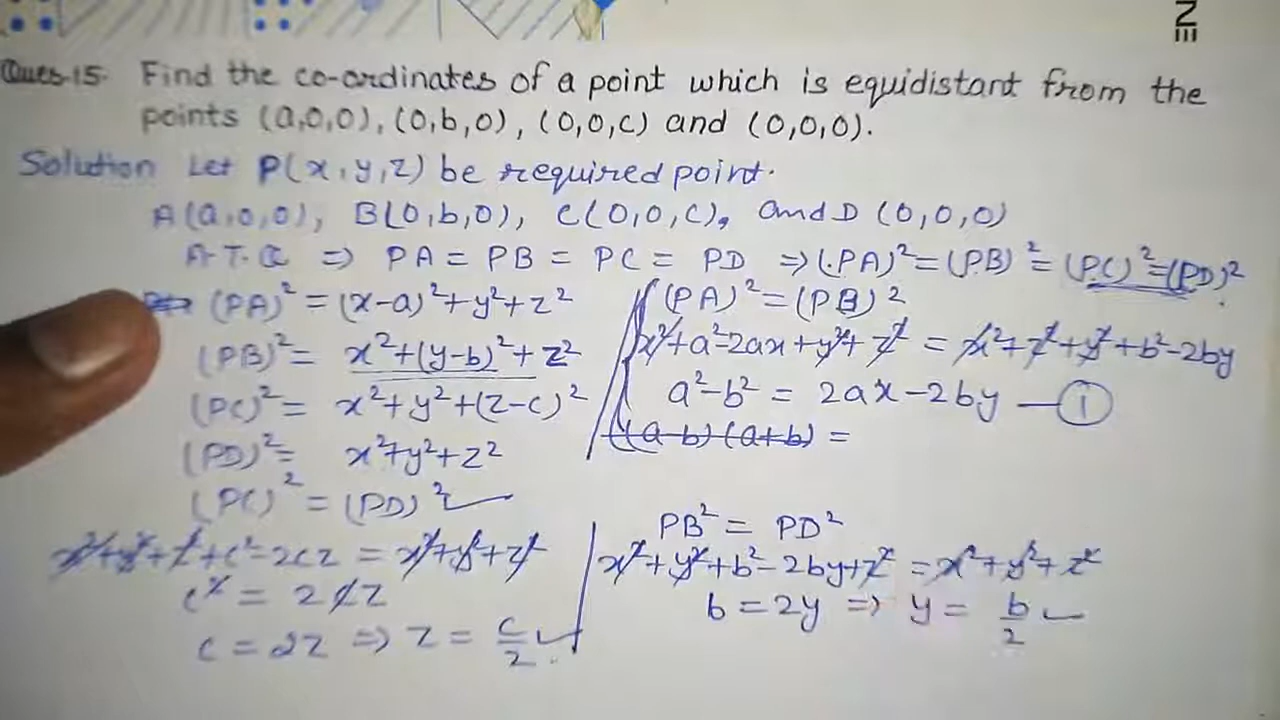 NE
Ques-15. Find the co-ordinates of a point which is equidistant from the
points (a,0,0), (0,b,0), (0,0,c) and (0,0,0).
Solution Let P(x,y,z) be required point.
A(a,0,0), B(0,b,0), C(0,0,c), and D (0,0,0)
A.T.Q ⇒ PA = PB = PC = PD ⇒ (PA)² = (PB)² = (PC)² = (PD)²
(PA)² = (x-a)² + y² + z²
(PB)² = x² + (y-b)² + z²
(PC)² = x² + y² + (z-c)²
(PD)² = x² + y² + z²
(PC)² = (PD)²
x² + y² + z² + c² - 2cz = x² + y² + z²
c² = 2cz
c = 2z ⇒ z = c/2
(PA)² = (PB)²
x² + a² - 2ax + y² + z² = x² + z² + y² + b² - 2by
a² - b² = 2ax - 2by — ①
(a-b) (a+b) =
PB² = PD²
x² + y² + b² - 2by + z² = x² + y² + z²
b = 2y ⇒ y = b/2